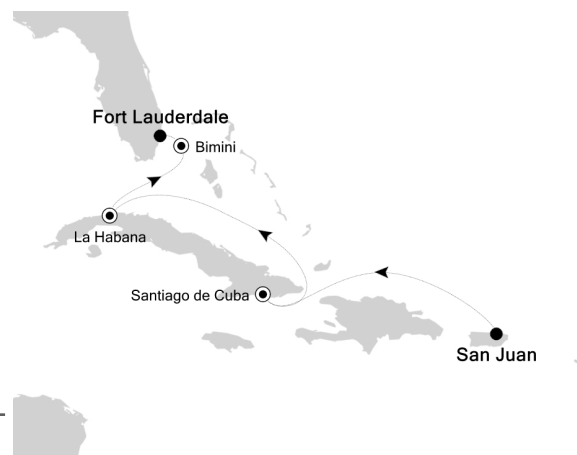 Fort Lauderdale
Bimini
La Habana
Santiago de Cuba
San Juan